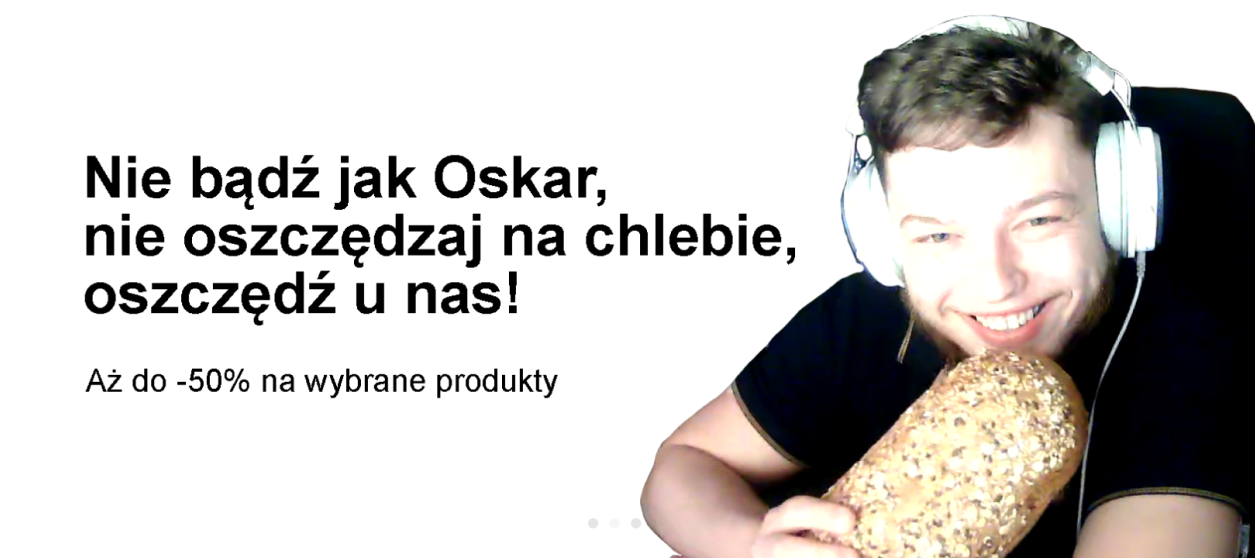 Nie bądź jak Oskar,
nie oszczędzaj na chlebie,
oszczędź u nas!
Aż do -50% na wybrane produkty